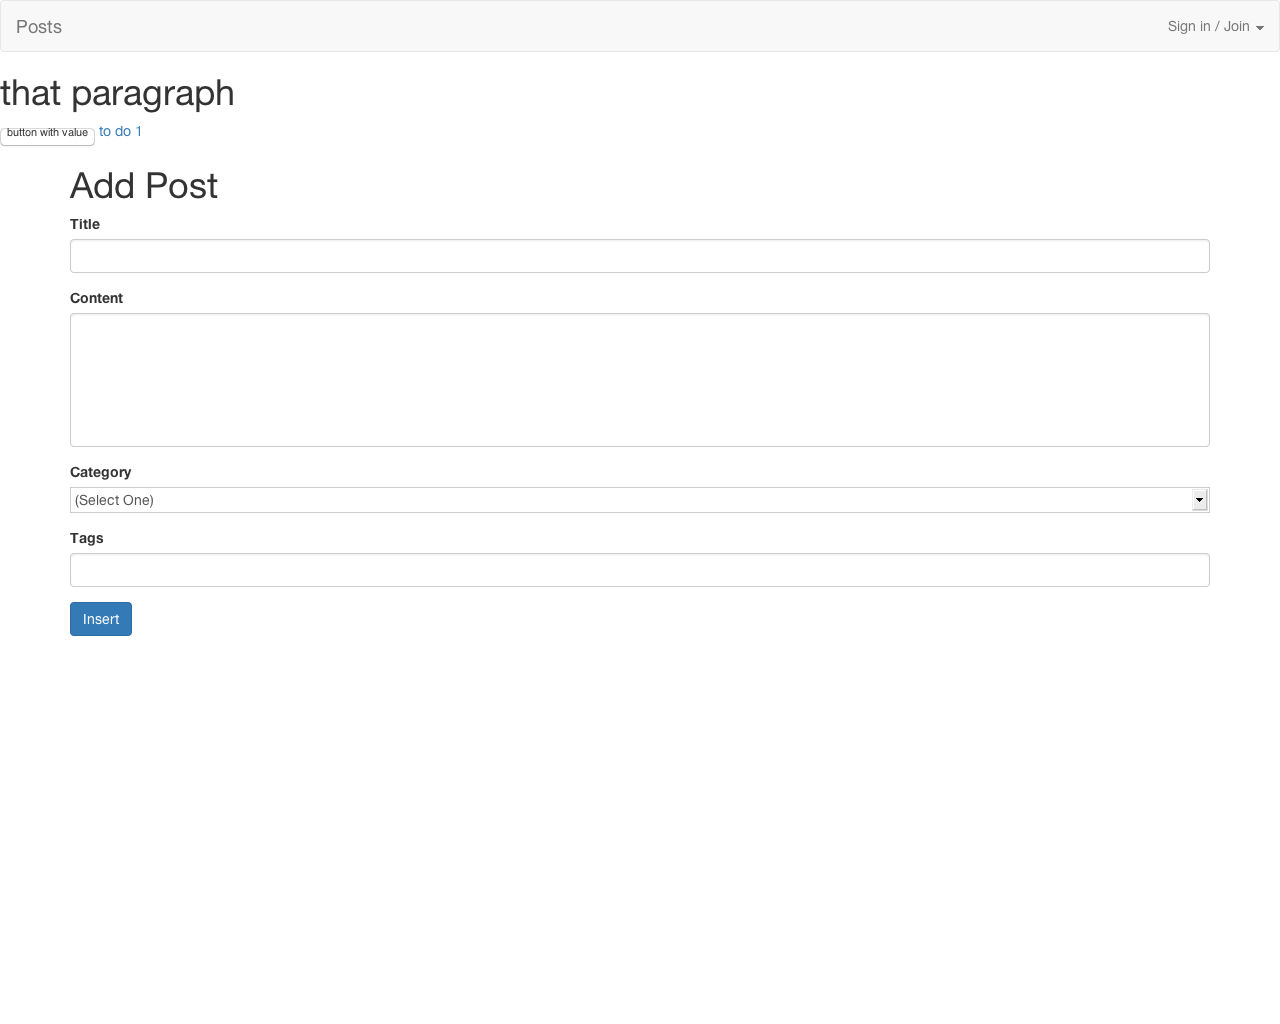 Posts
Sign in / Join
that paragraph
button with value to do 1
Add Post
Title
Content
Category
(Select One)
Tags
Insert